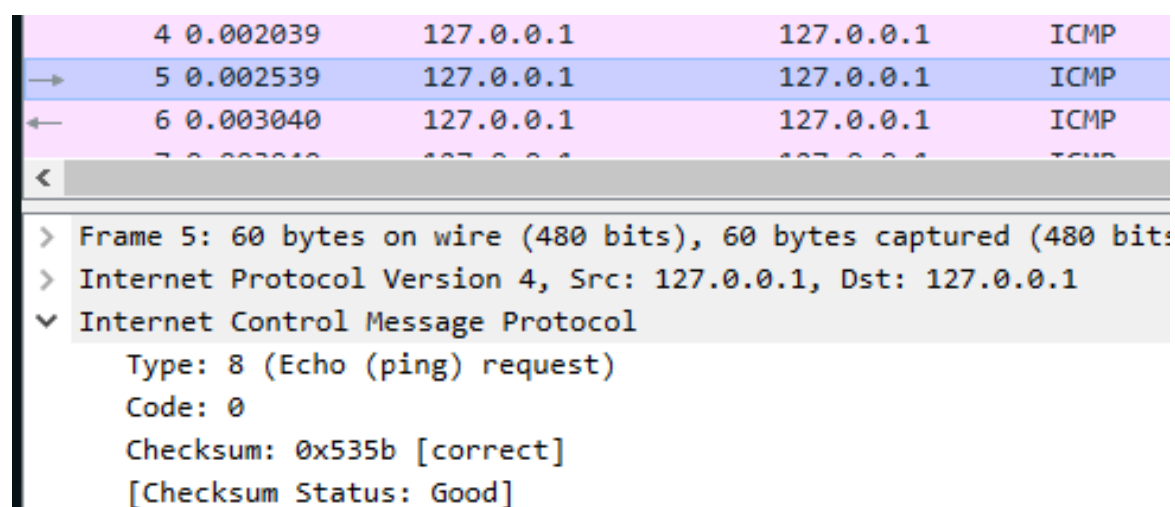 4 0.002039 127.0.0.1 127.0.0.1 ICMP
5 0.002539 127.0.0.1 127.0.0.1 ICMP
6 0.003040 127.0.0.1 127.0.0.1 ICMP
Frame 5: 60 bytes on wire (480 bits), 60 bytes captured (480 bits
Internet Protocol Version 4, Src: 127.0.0.1, Dst: 127.0.0.1
Internet Control Message Protocol
Type: 8 (Echo (ping) request)
Code: 0
Checksum: 0x535b [correct]
[Checksum Status: Good]